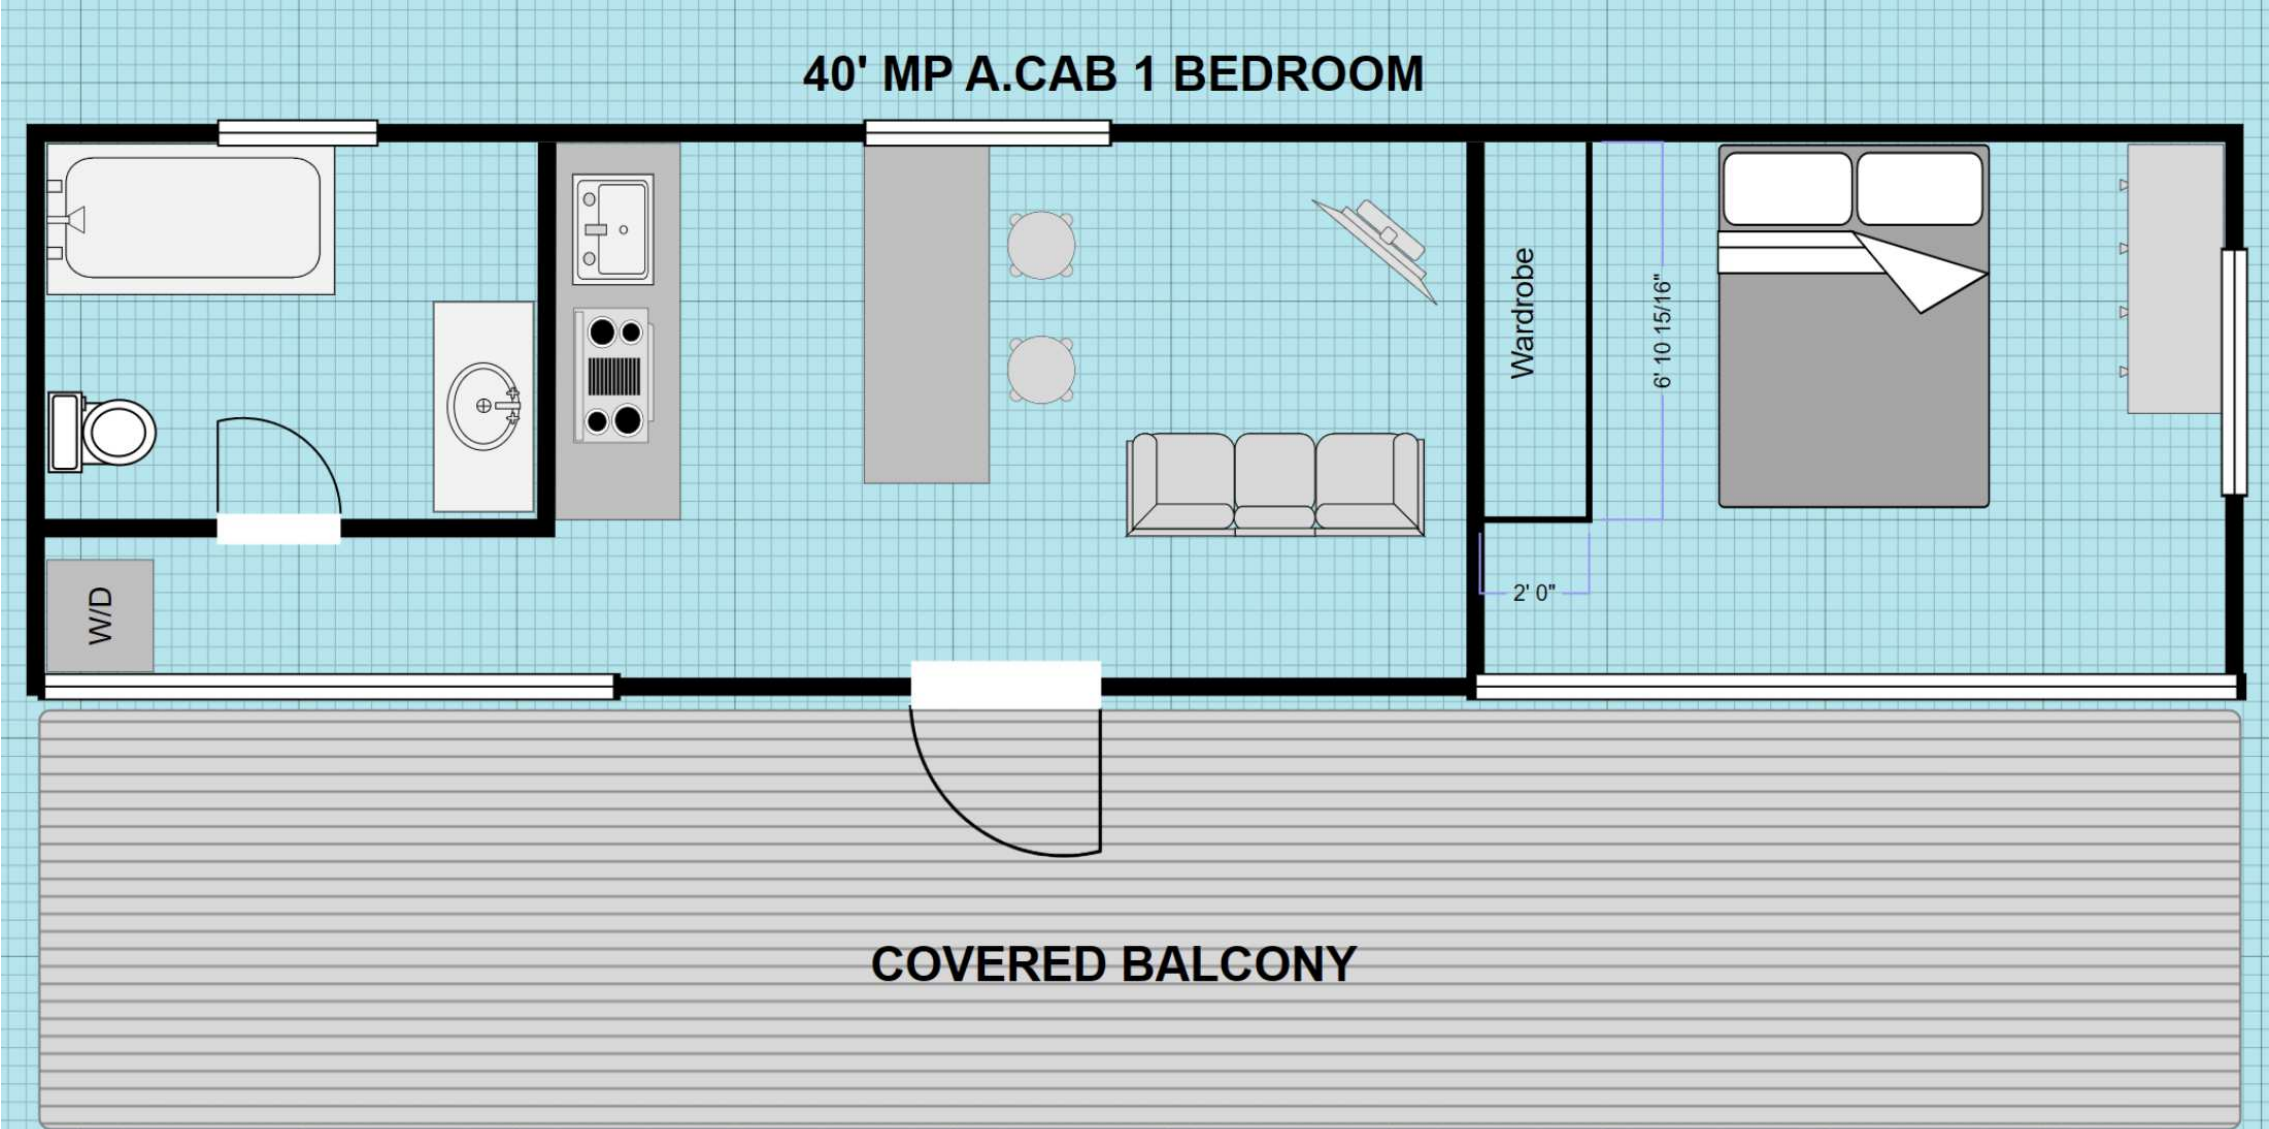 40' MP A.CAB 1 BEDROOM
Wardrobe
6' 10 15/16"
2' 0"
W/D
COVERED BALCONY